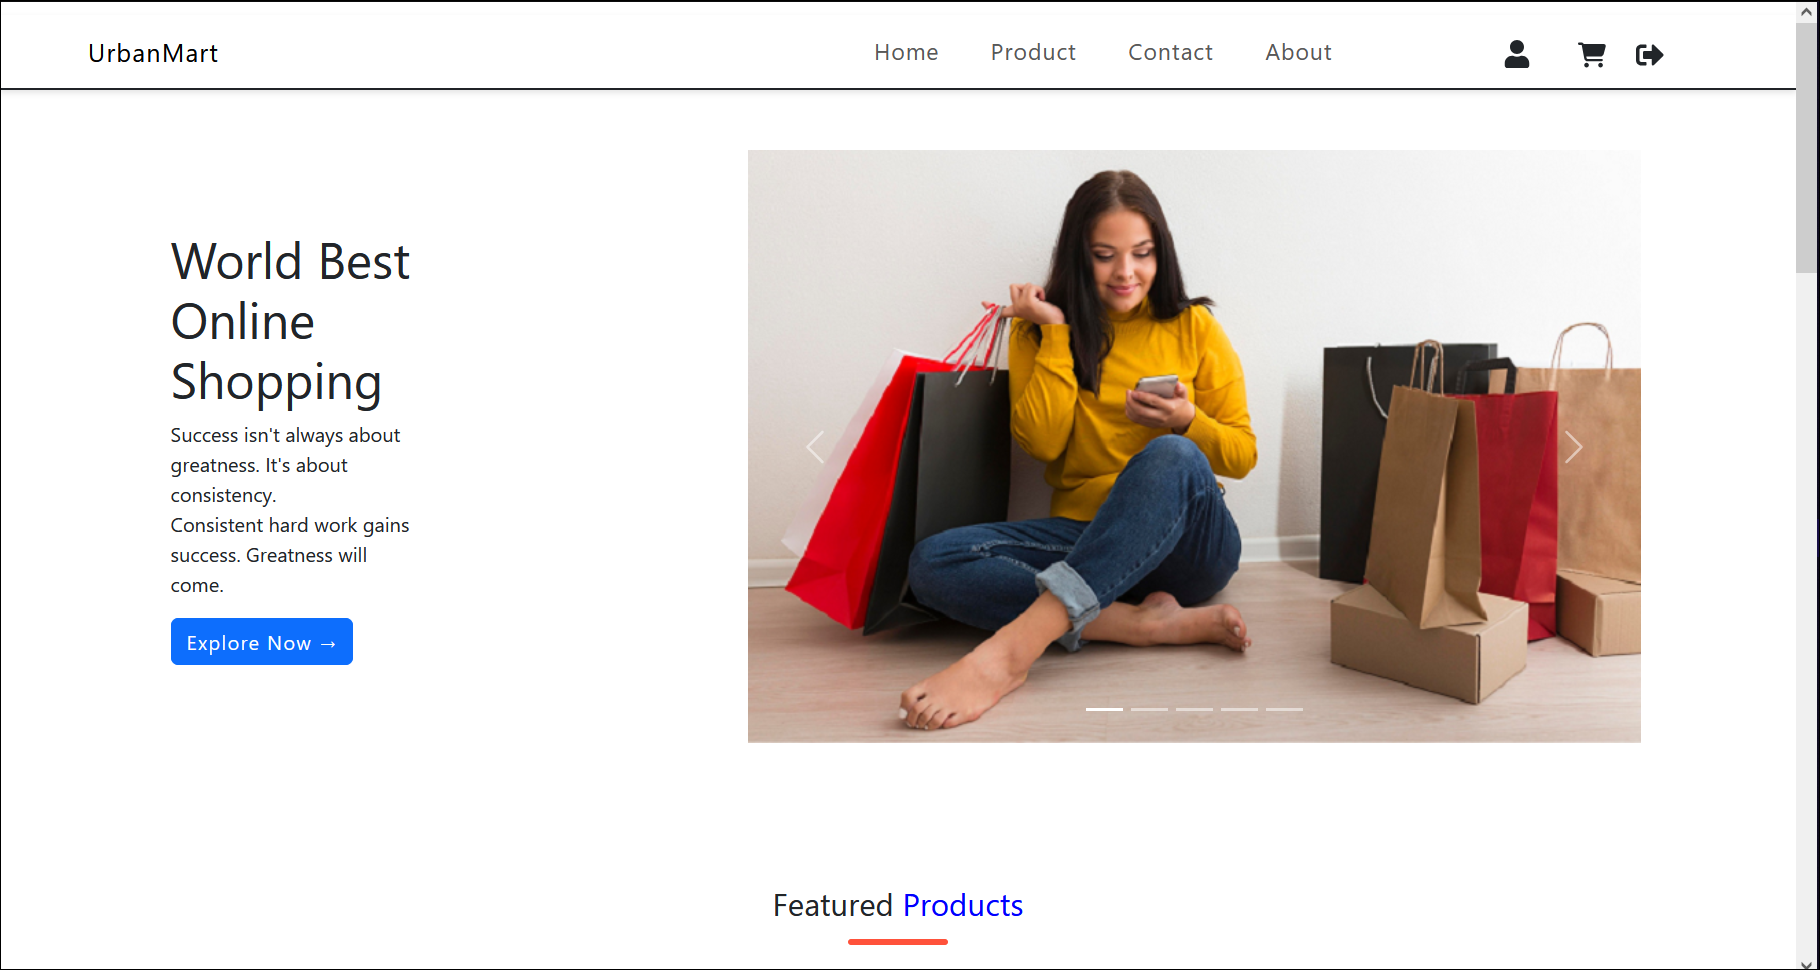 UrbanMart
Home Product Contact About
World Best
Online
Shopping
Success isn't always about
greatness. It's about
consistency.
Consistent hard work gains
success. Greatness will
come.
Explore Now →
Featured Products